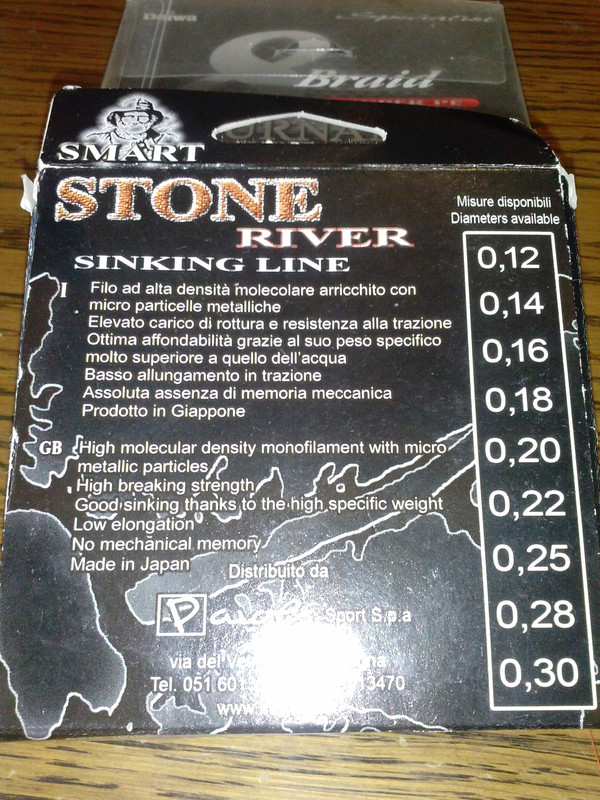 Daiwa
Specialist
Braid
SMART
STONE
RIVER
SINKING LINE
Misure disponibili
Diameters available
0,12
0,14
0,16
0,18
0,20
0,22
0,25
0,28
0,30
I Filo ad alta densità molecolare arricchito con
micro particelle metalliche
Elevato carico di rottura e resistenza alla trazione
Ottima affondabilità grazie al suo peso specifico
molto superiore a quello dell'acqua
Basso allungamento in trazione
Assoluta assenza di memoria meccanica
Prodotto in Giappone
GB High molecular density monofilament with micro
metallic particles
High breaking strength
Good sinking thanks to the high specific weight
Low elongation
No mechanical memory
Made in Japan
Distribuito da
Sport S.p.a
via del
Tel. 051.60 13470
www.